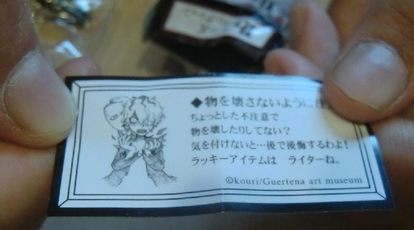 ◆物を壊さないように
ちょっとした不注意で
物を壊したりしてない?
気を付けないと…後で後悔するわよ!
ラッキーアイテムは ライターね。
©kouri/Guertena art museum